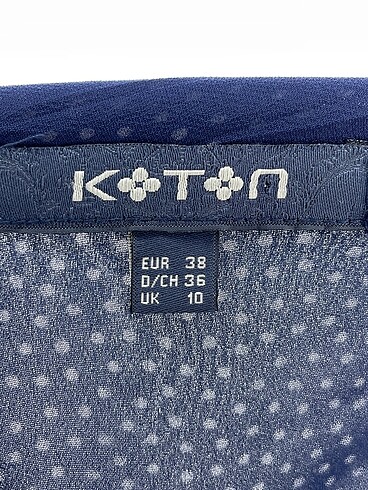 KOTON
EUR 38
D/CH 36
UK 10